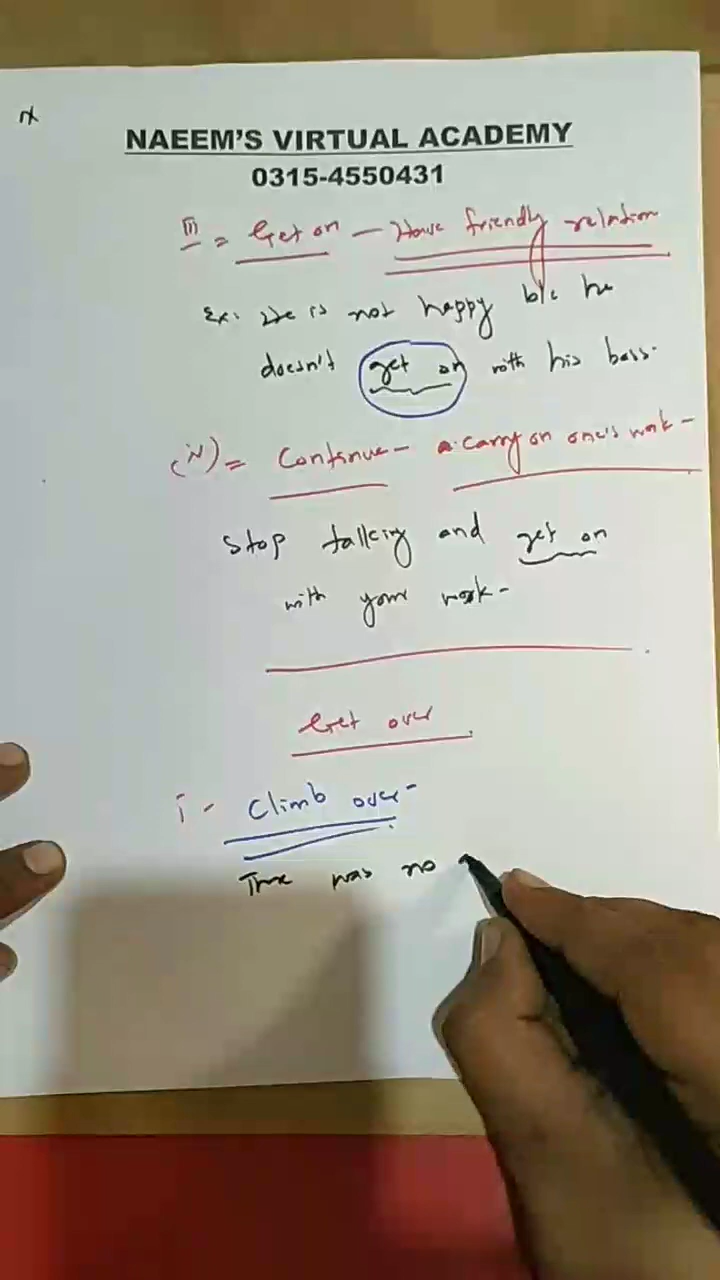 NAEEM'S VIRTUAL ACADEMY
0315-4550431
III = Get on — Have friendly relation
Ex: He is not happy b/c he
doesn't get on with his boss.
(iv) = Continue - carry on one's work -
Stop talking and get on
with your work -
Get over
i - Climb over -
There was no